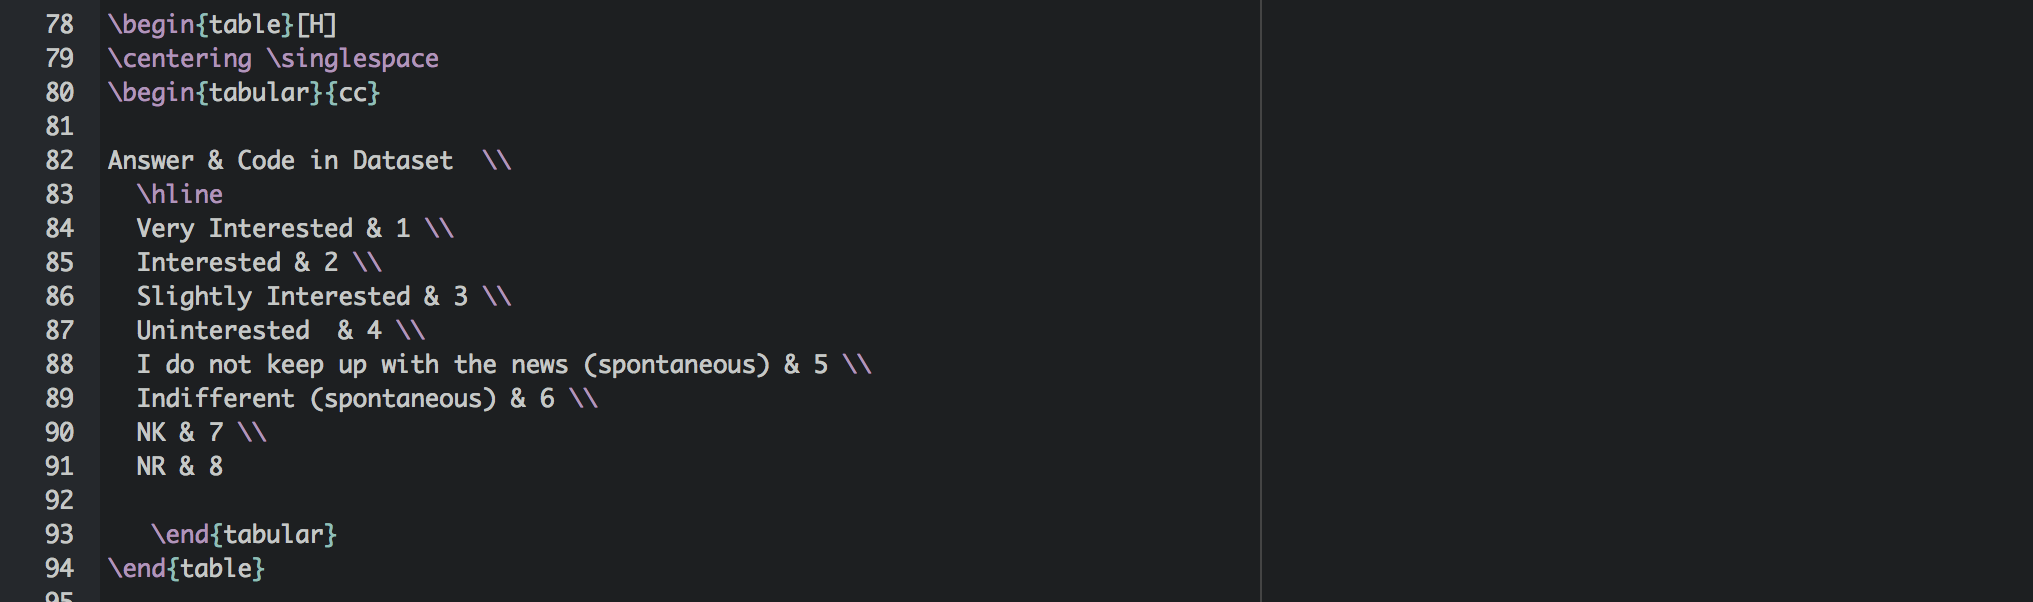 78 \begin{table}[H]
79 \centering \singlespace
80 \begin{tabular}{cc}
81
82 Answer & Code in Dataset  \\
83   \hline
84   Very Interested & 1 \\
85   Interested & 2 \\
86   Slightly Interested & 3 \\
87   Uninterested  & 4 \\
88   I do not keep up with the news (spontaneous) & 5 \\
89   Indifferent (spontaneous) & 6 \\
90   NK & 7 \\
91   NR & 8
92
93    \end{tabular}
94 \end{table}
95